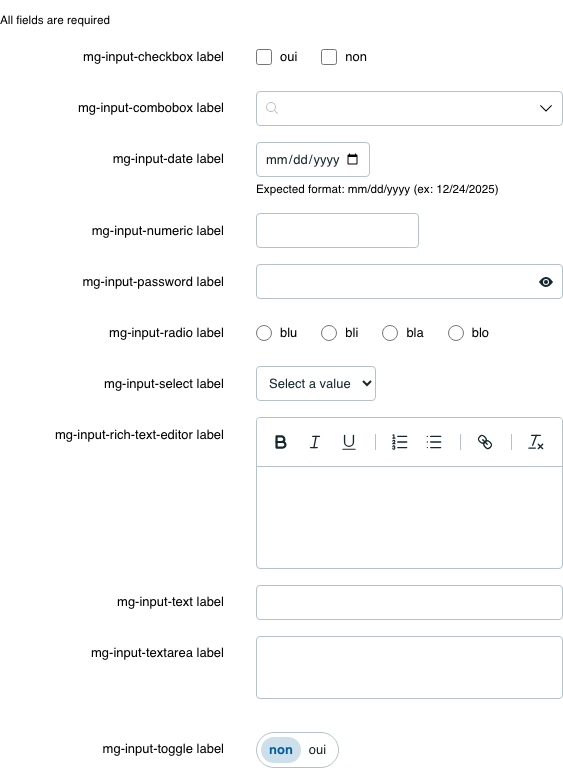 All fields are required
mg-input-checkbox label
oui non
mg-input-combobox label
mg-input-date label
mm/dd/yyyy
Expected format: mm/dd/yyyy (ex: 12/24/2025)
mg-input-numeric label
mg-input-password label
mg-input-radio label
blu bli bla blo
mg-input-select label
Select a value
mg-input-rich-text-editor label
B I U
mg-input-text label
mg-input-textarea label
mg-input-toggle label
non oui